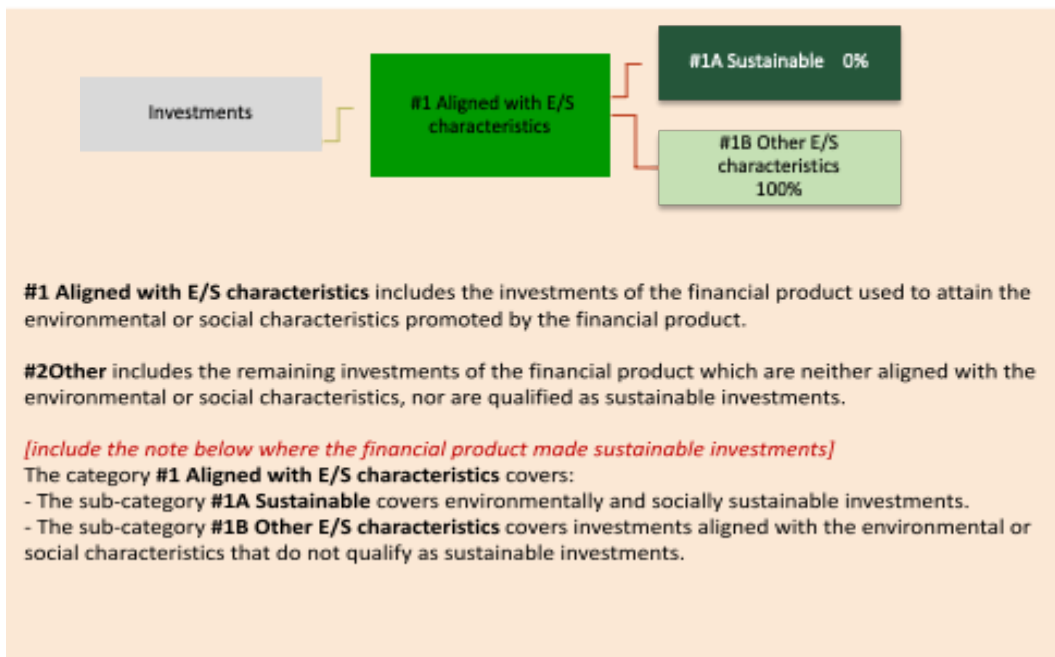 #1A Sustainable 0%
Investments
#1 Aligned with E/S
characteristics
#1B Other E/S
characteristics
100%
#1 Aligned with E/S characteristics includes the investments of the financial product used to attain the
environmental or social characteristics promoted by the financial product.
#2Other includes the remaining investments of the financial product which are neither aligned with the
environmental or social characteristics, nor are qualified as sustainable investments.
[include the note below where the financial product made sustainable investments]
The category #1 Aligned with E/S characteristics covers:
- The sub-category #1A Sustainable covers environmentally and socially sustainable investments.
- The sub-category #1B Other E/S characteristics covers investments aligned with the environmental or
social characteristics that do not qualify as sustainable investments.